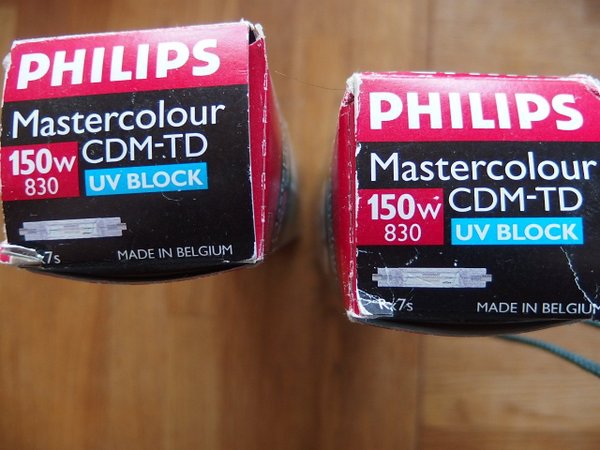 PHILIPS
Mastercolour
150w CDM-TD
830 UV BLOCK
MADE IN BELGIUM
PHILIPS
Mastercolour
150w CDM-TD
830 UV BLOCK
Rx7s MADE IN BELGIUM